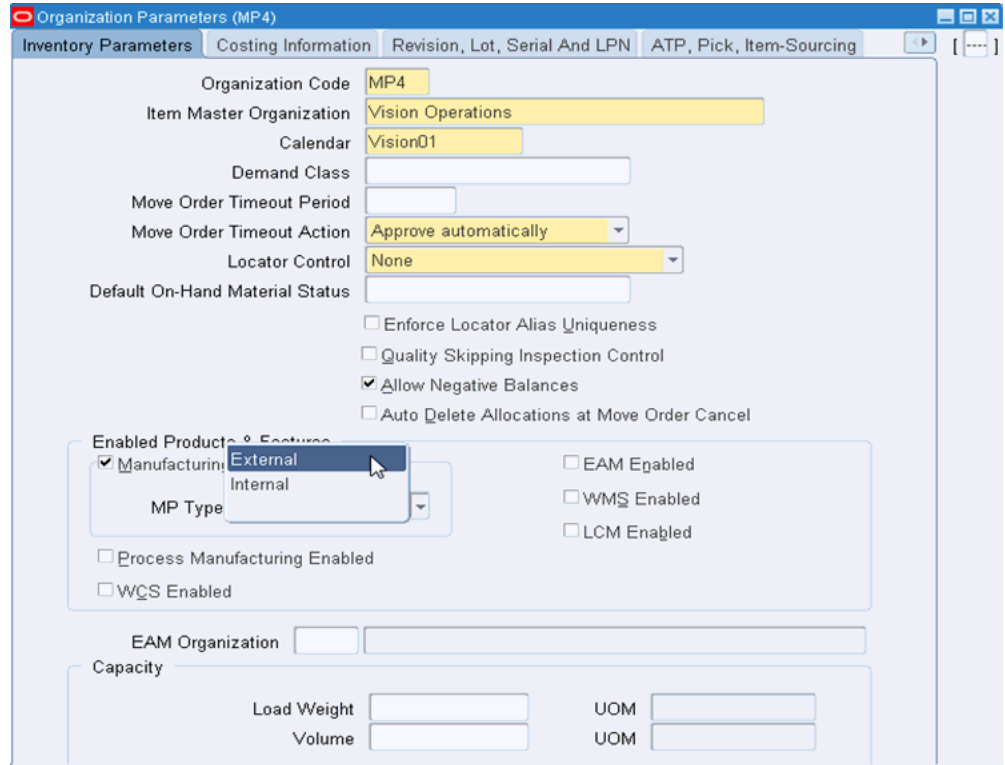 Organization Parameters (MP4)
Inventory Parameters Costing Information Revision, Lot, Serial And LPN ATP, Pick, Item-Sourcing [ ---- ]
Organization Code MP4
Item Master Organization Vision Operations
Calendar Vision01
Demand Class
Move Order Timeout Period
Move Order Timeout Action Approve automatically
Locator Control None
Default On-Hand Material Status
Enforce Locator Alias Uniqueness
Quality Skipping Inspection Control
Allow Negative Balances
Auto Delete Allocations at Move Order Cancel
Enabled Products & Features
Manufacturing External EAM Enabled
Internal
MP Type WMS Enabled
LCM Enabled
Process Manufacturing Enabled
WCS Enabled
EAM Organization
Capacity
Load Weight UOM
Volume UOM